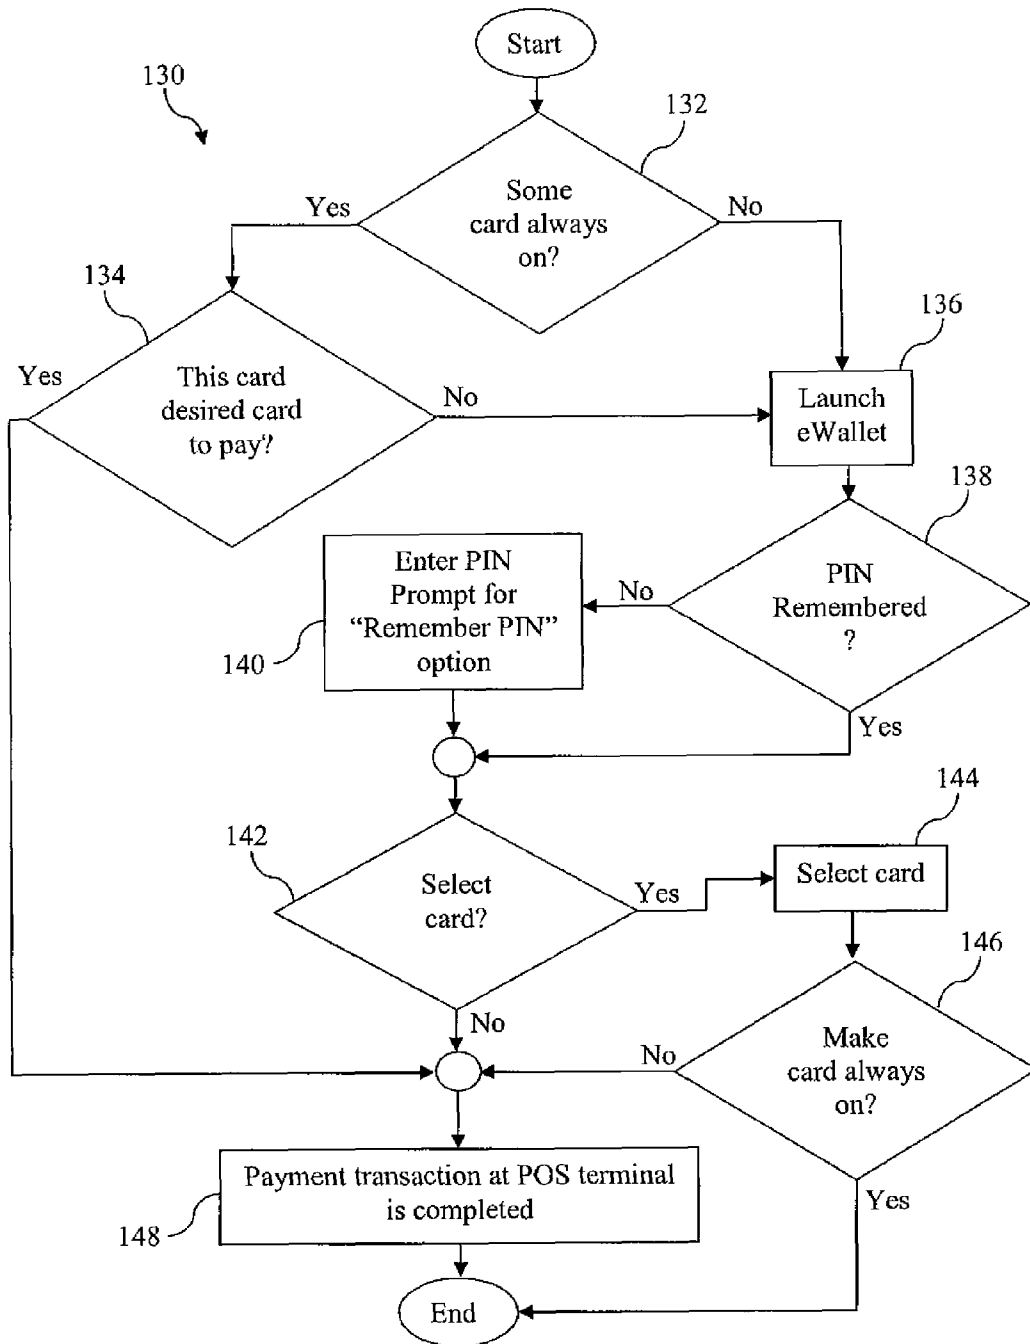 Start
130
132
Some
card always
on?
Yes
No
134
136
Yes
This card
desired card
to pay?
No
Launch
eWallet
138
Enter PIN
Prompt for
“Remember PIN”
option
No
PIN
Remembered
?
140
Yes
144
142
Select
card?
Yes
Select card
146
No
No
Make
card always
on?
Payment transaction at POS terminal
is completed
Yes
148
End